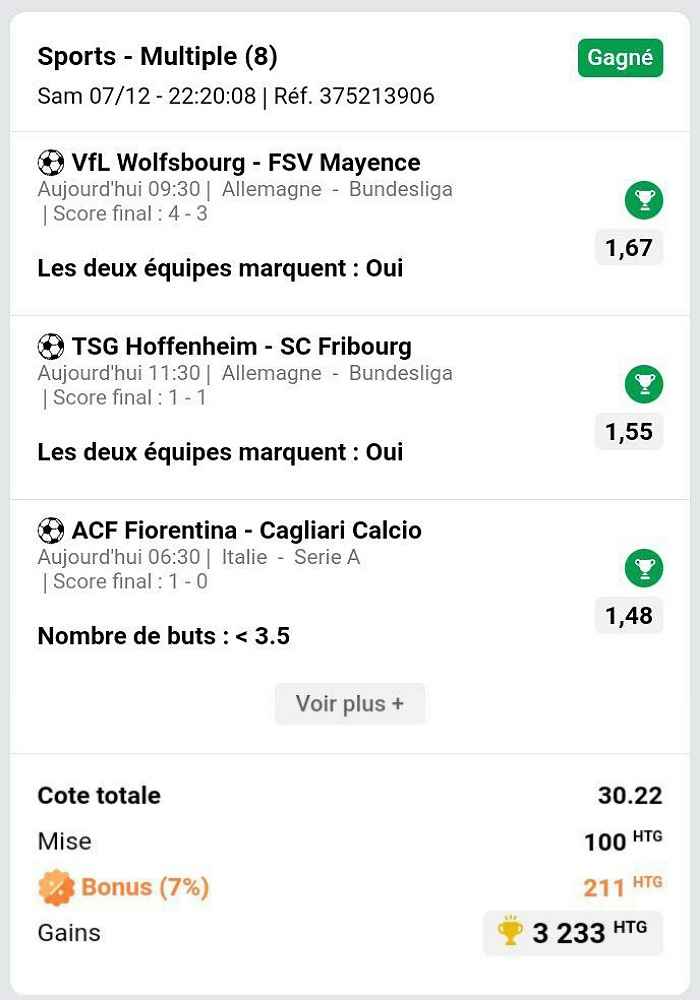 Sports - Multiple (8)
Gagné
Sam 07/12 - 22:20:08 | Réf. 375213906
VfL Wolfsbourg - FSV Mayence
Aujourd'hui 09:30 | Allemagne - Bundesliga
| Score final : 4 - 3
1,67
Les deux équipes marquent : Oui
TSG Hoffenheim - SC Fribourg
Aujourd'hui 11:30 | Allemagne - Bundesliga
| Score final : 1 - 1
1,55
Les deux équipes marquent : Oui
ACF Fiorentina - Cagliari Calcio
Aujourd'hui 06:30 | Italie - Serie A
| Score final : 1 - 0
1,48
Nombre de buts : < 3.5
Voir plus +
Cote totale 30.22
Mise 100 HTG
Bonus (7%) 211 HTG
Gains 3 233 HTG